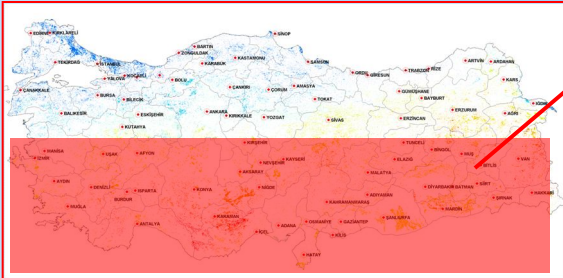 SİNOP
EDİRNE KIRKLARELİ
BARTIN
ZONGULDAK
KASTAMONU
TEKİRDAĞ
İSTANBUL
KARABÜK
SAMSUN
ORDU
GİRESUN
TRABZON
RİZE
ARTVİN
ARDAHAN
KOCAELİ
YALOVA
BOLU
KARS
ÇANAKKALE
BURSA
BİLECİK
ÇANKIRI
ÇORUM
AMASYA
TOKAT
GÜMÜŞHANE
BAYBURT
IĞDIR
BALIKESİR
ESKİŞEHİR
ANKARA
KIRIKKALE
YOZGAT
SİVAS
ERZİNCAN
ERZURUM
AĞRI
KÜTAHYA
KIRŞEHİR
TUNCELİ
BİNGÖL
MUŞ
MANİSA
İZMİR
UŞAK
AFYON
NEVŞEHİR
KAYSERİ
ELAZIĞ
BİTLİS
VAN
AKSARAY
MALATYA
AYDIN
DENİZLİ
ISPARTA
BURDUR
KONYA
NİĞDE
ADIYAMAN
DİYARBAKIR
BATMAN
SİİRT
ŞIRNAK
HAKKARİ
MUĞLA
ANTALYA
KARAMAN
KAHRAMANMARAŞ
MARDİN
İÇEL
ADANA
OSMANİYE
GAZİANTEP
ŞANLIURFA
KİLİS
HATAY